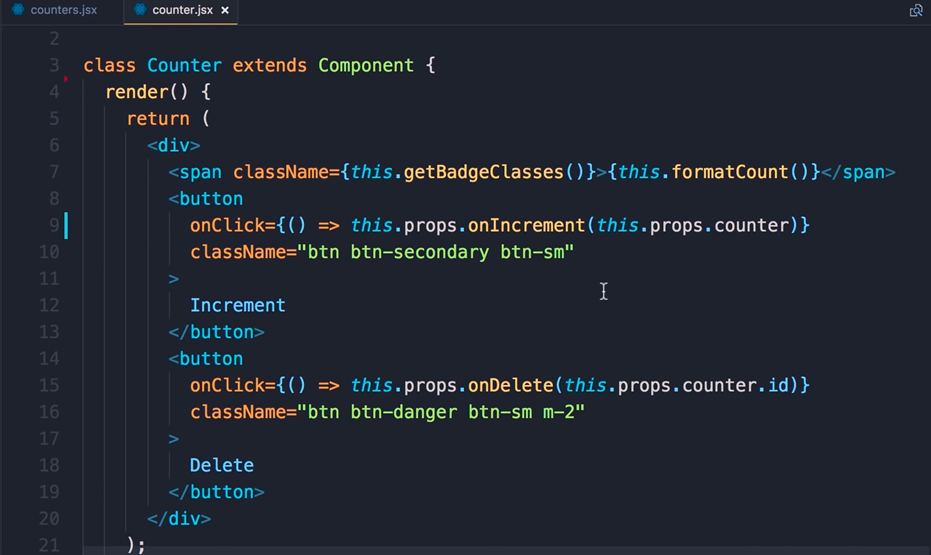 counters.jsx counter.jsx ×
2
3 class Counter extends Component {
4 render() {
5 return (
6 <div>
7 <span className={this.getBadgeClasses()}>{this.formatCount()}</span>
8 <button
9 onClick={() => this.props.onIncrement(this.props.counter)}
10 className="btn btn-secondary btn-sm"
11 >
12 Increment
13 </button>
14 <button
15 onClick={() => this.props.onDelete(this.props.counter.id)}
16 className="btn btn-danger btn-sm m-2"
17 >
18 Delete
19 </button>
20 </div>
21 );